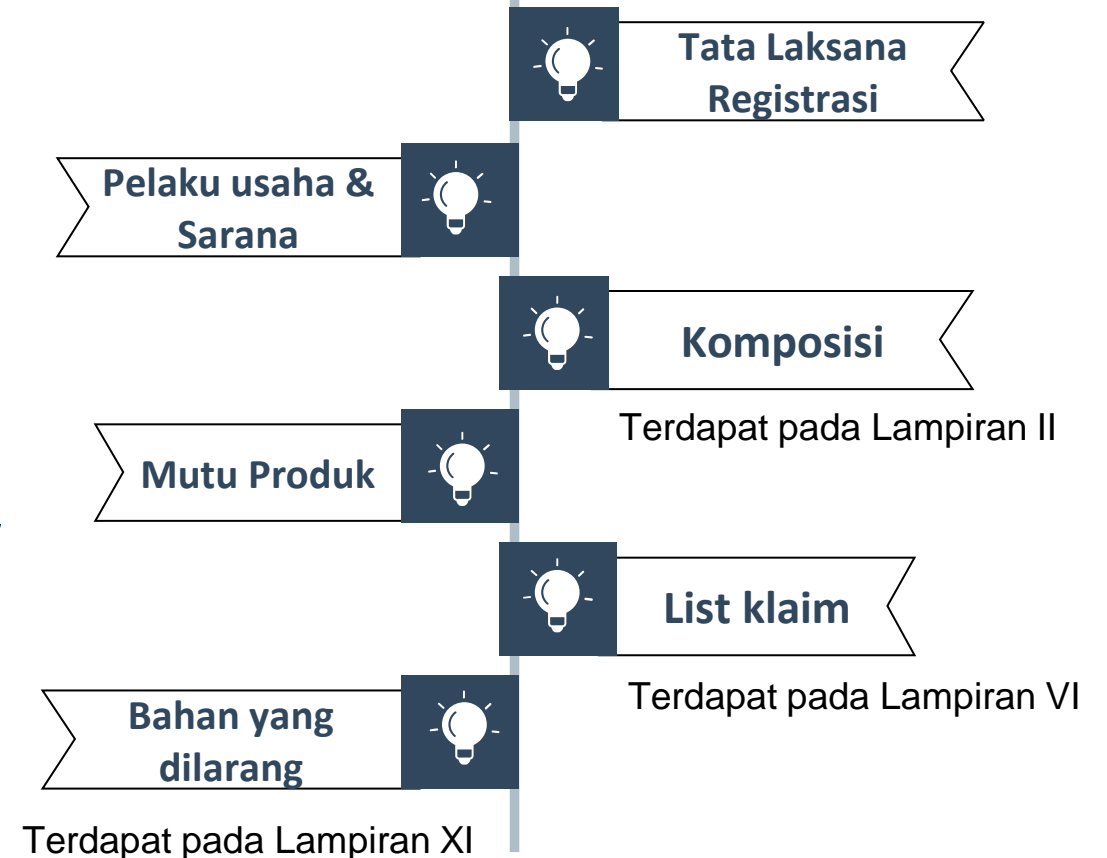 Tata Laksana
Registrasi
Pelaku usaha &
Sarana
Komposisi
Terdapat pada Lampiran II
Mutu Produk
List klaim
Terdapat pada Lampiran VI
Bahan yang
dilarang
Terdapat pada Lampiran XI